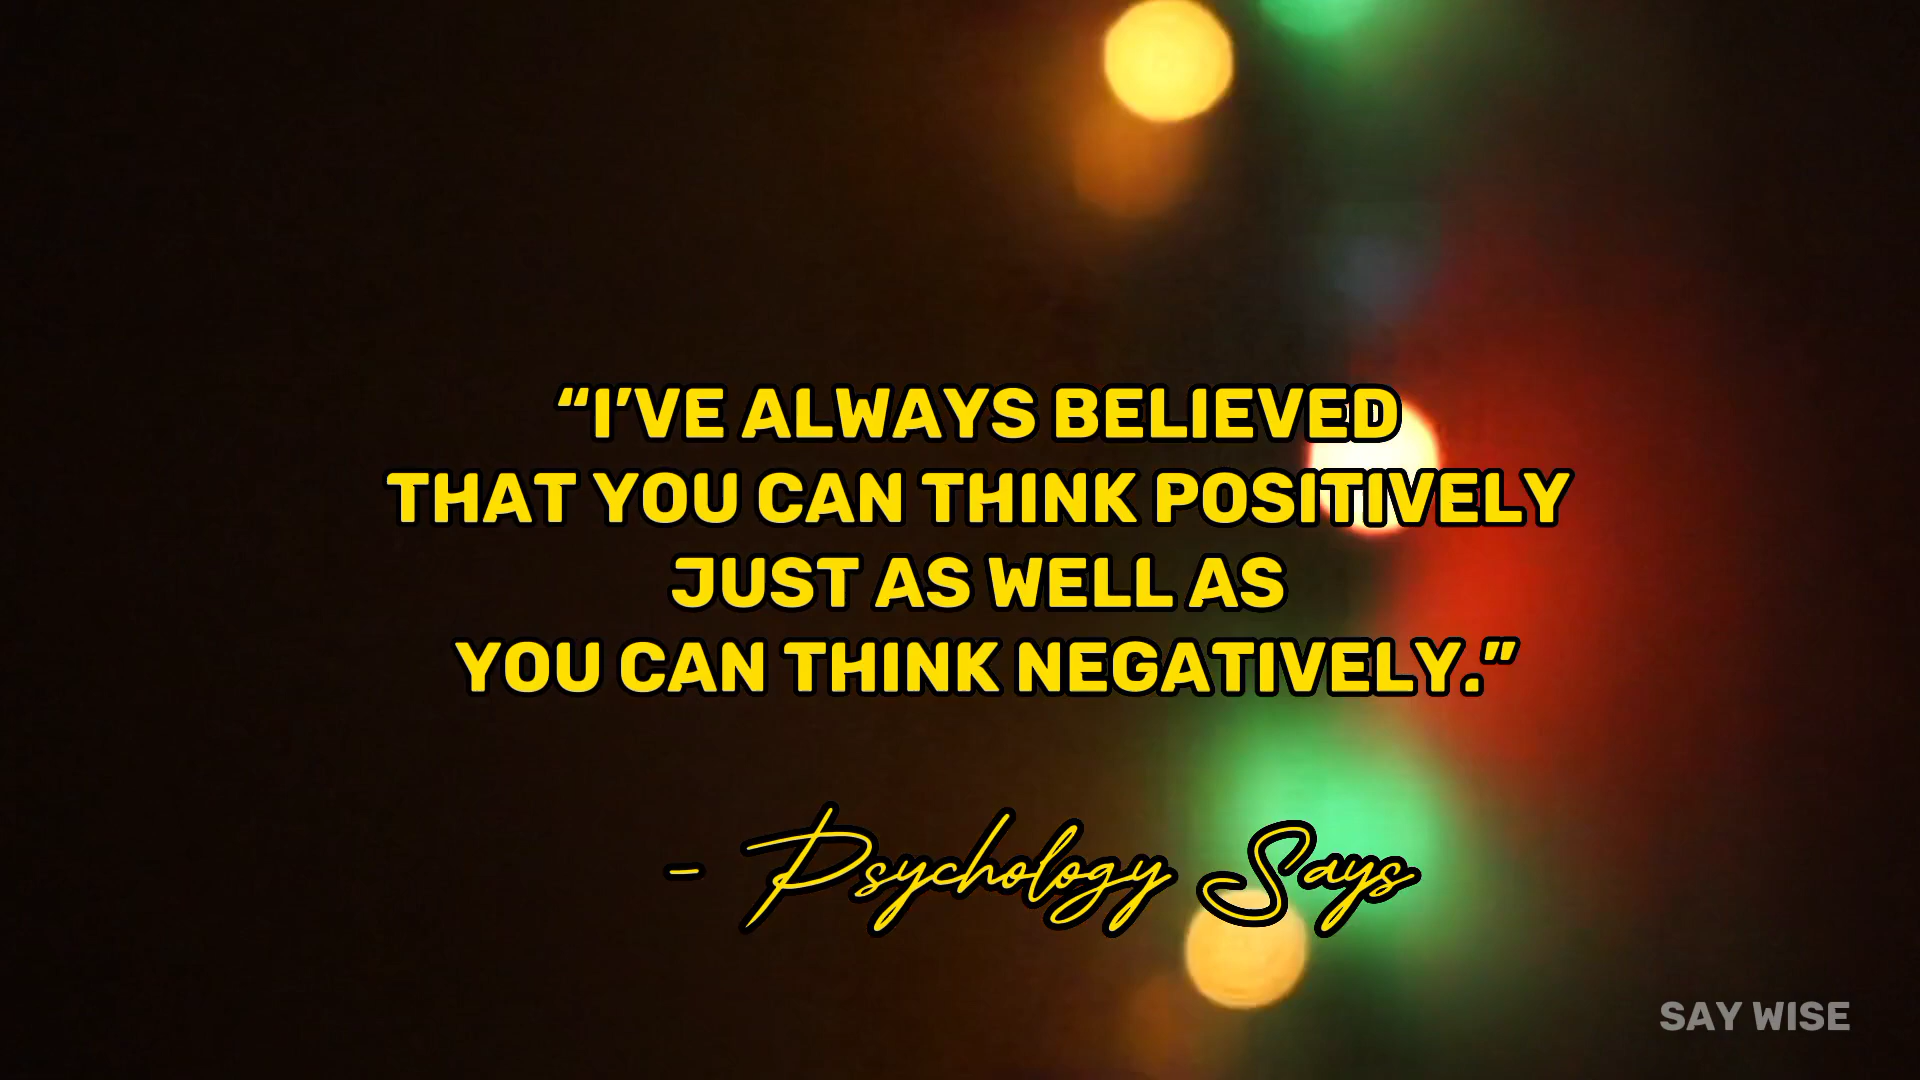 “I’VE ALWAYS BELIEVED
THAT YOU CAN THINK POSITIVELY
JUST AS WELL AS
YOU CAN THINK NEGATIVELY.”
– Psychology Says
SAY WISE